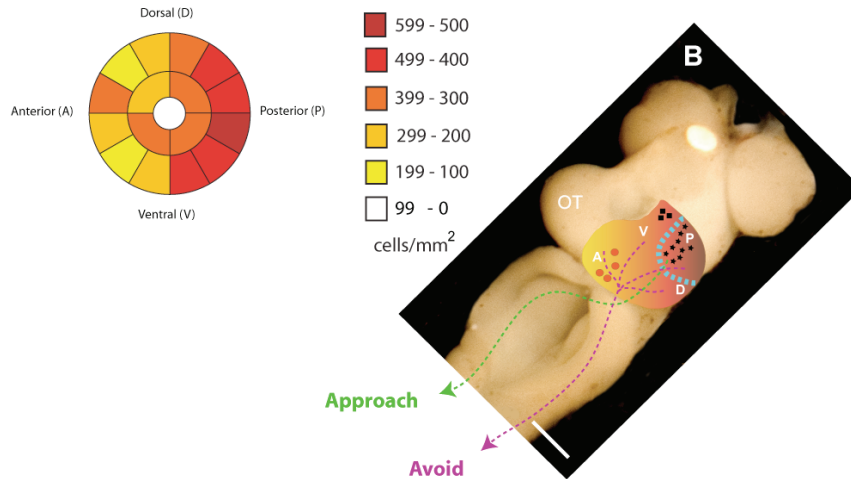 Dorsal (D)
Anterior (A)
Posterior (P)
Ventral (V)
599 - 500
499 - 400
399 - 300
299 - 200
199 - 100
99 - 0
cells/mm²
B
OT
V
P
A
D
Approach
Avoid